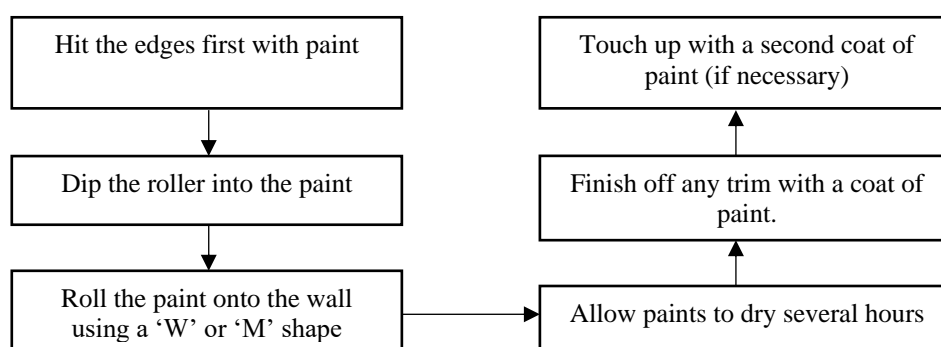 Hit the edges first with paint
Dip the roller into the paint
Roll the paint onto the wall
using a ‘W’ or ‘M’ shape
Allow paints to dry several hours
Finish off any trim with a coat of
paint.
Touch up with a second coat of
paint (if necessary)